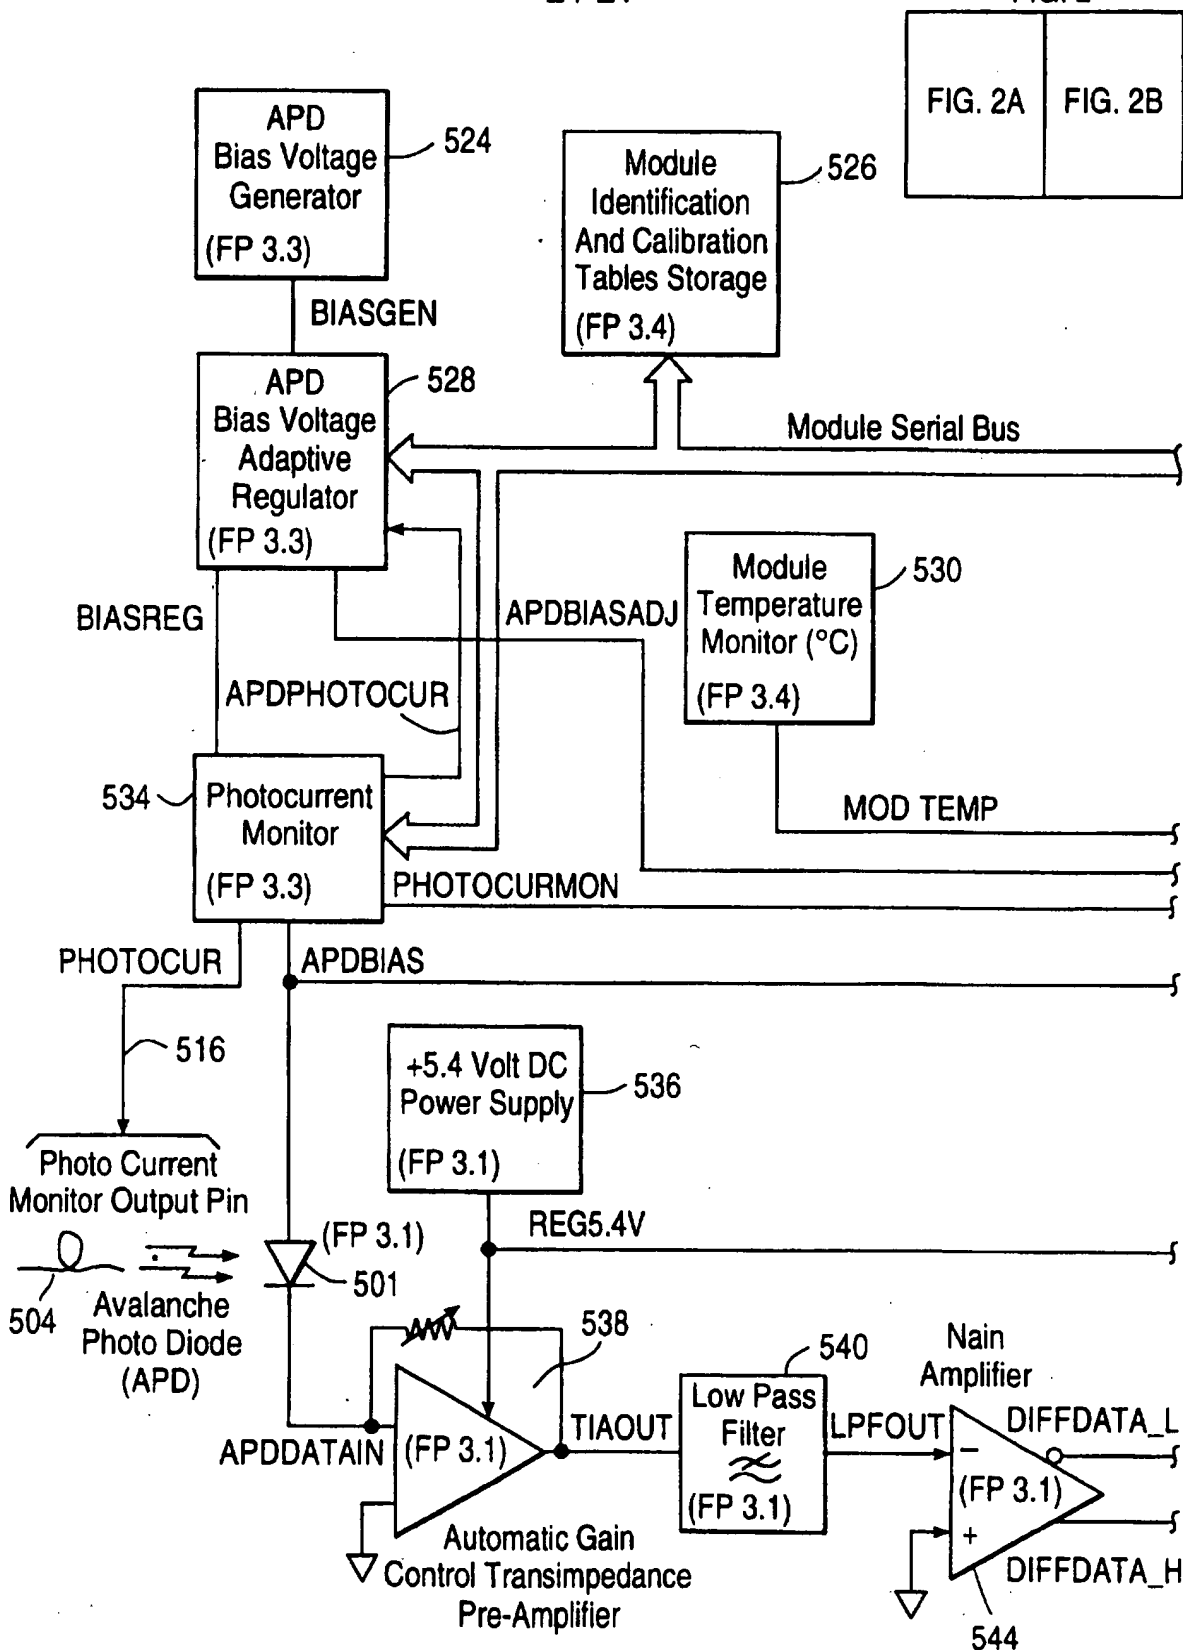 FIG. 2A
FIG. 2B
APD
Bias Voltage
Generator
(FP 3.3)
524
Module
Identification
And Calibration
Tables Storage
(FP 3.4)
526
BIASGEN
APD
Bias Voltage
Adaptive
Regulator
(FP 3.3)
528
Module Serial Bus
Module
Temperature
Monitor (°C)
(FP 3.4)
530
BIASREG
APDBIASADJ
APDPHOTOCUR
534
Photocurrent
Monitor
(FP 3.3)
MOD TEMP
PHOTOCURMON
PHOTOCUR
APDBIAS
516
+5.4 Volt DC
Power Supply
(FP 3.1)
536
Photo Current
Monitor Output Pin
REG5.4V
(FP 3.1)
501
504
Avalanche
Photo Diode
(APD)
538
540
Nain
Amplifier
Low Pass
Filter
(FP 3.1)
TIAOUT
LPFOUT
DIFFDATA_L
APDDATAIN
(FP 3.1)
−
(FP 3.1)
+
Automatic Gain
Control Transimpedance
Pre-Amplifier
DIFFDATA_H
544